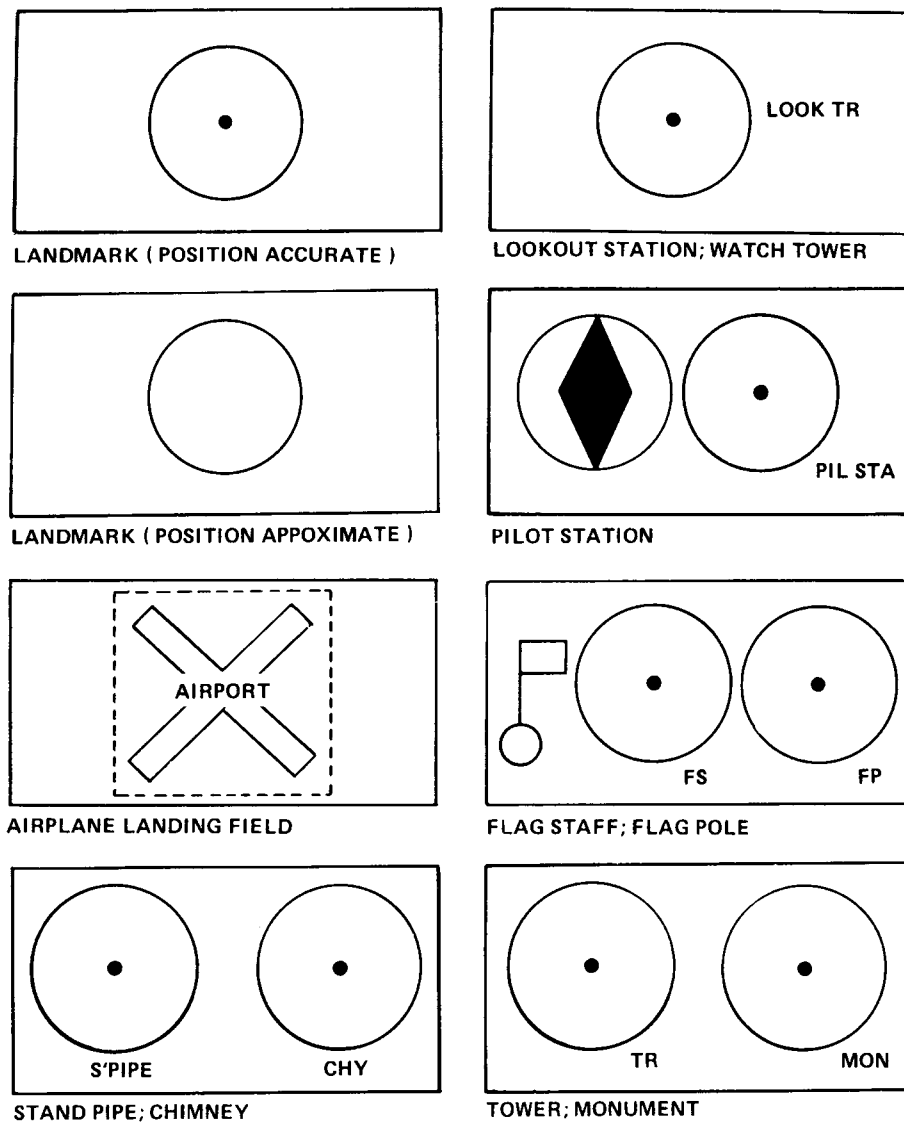 LANDMARK ( POSITION ACCURATE )
LOOK TR
LOOKOUT STATION; WATCH TOWER
LANDMARK ( POSITION APPOXIMATE )
PIL STA
PILOT STATION
AIRPORT
AIRPLANE LANDING FIELD
FS FP
FLAG STAFF; FLAG POLE
S'PIPE CHY
STAND PIPE; CHIMNEY
TR MON
TOWER; MONUMENT